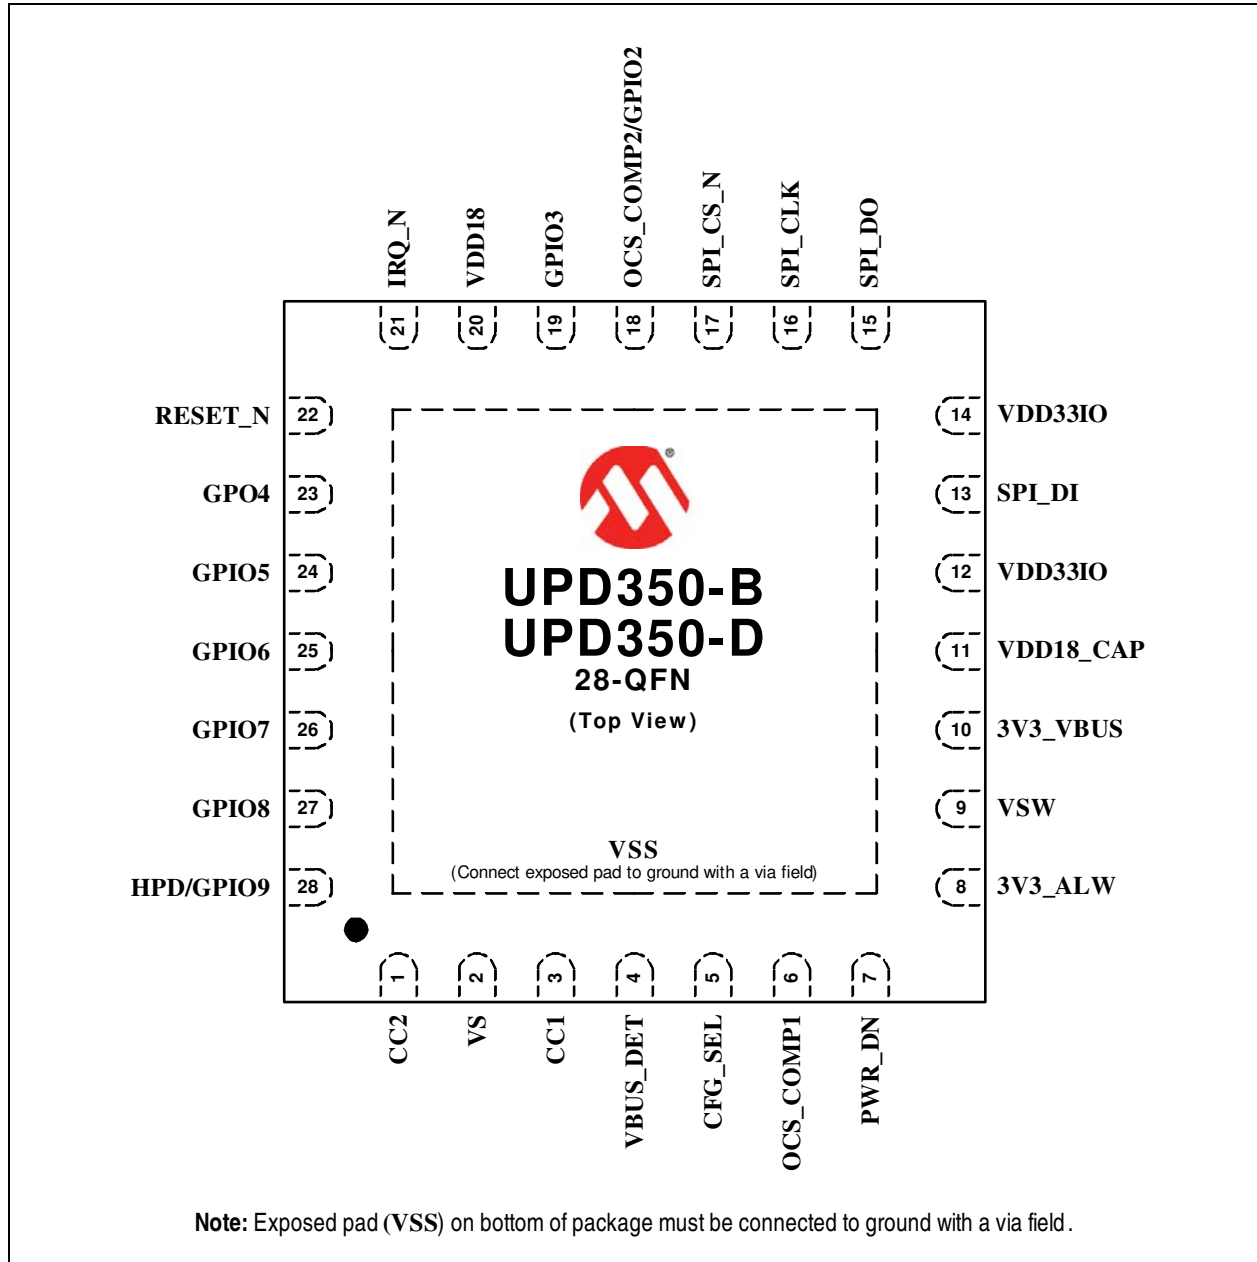 OCS_COMP2/GPIO2
IRQ_N
VDD18
GPIO3
SPI_CS_N
SPI_CLK
SPI_DO
21
20
19
18
17
16
15
RESET_N 22
14 VDD33IO
GPO4 23
13 SPI_DI
GPIO5 24
12 VDD33IO
GPIO6 25
11 VDD18_CAP
GPIO7 26
10 3V3_VBUS
GPIO8 27
9 VSW
HPD/GPIO9 28
8 3V3_ALW
®
UPD350-B
UPD350-D
28-QFN
(Top View)
VSS
(Connect exposed pad to ground with a via field)
1
2
3
4
5
6
7
CC2
VS
CC1
VBUS_DET
CFG_SEL
OCS_COMP1
PWR_DN
Note: Exposed pad (VSS) on bottom of package must be connected to ground with a via field.